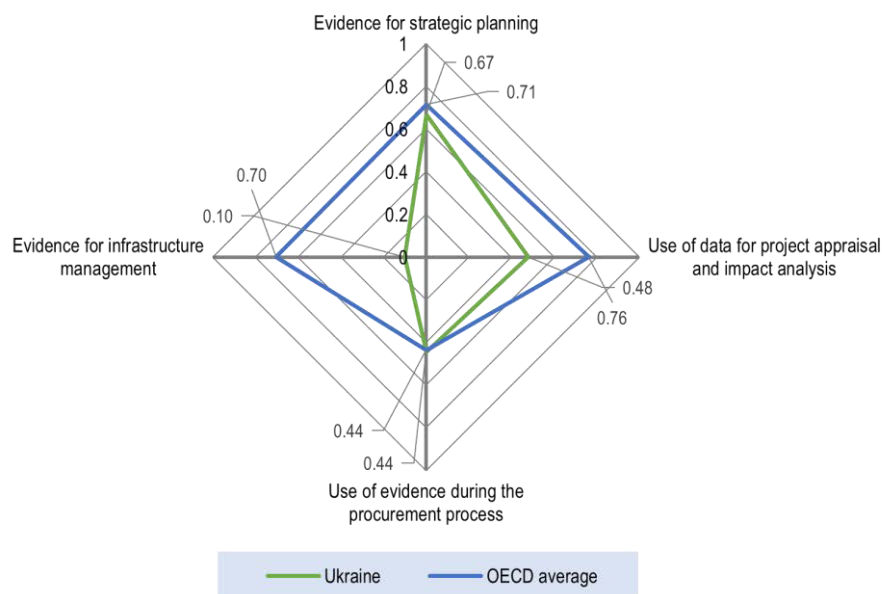 Evidence for strategic planning
1
0.67
0.8
0.71
0.6
0.70
0.4
0.10
0.2
Evidence for infrastructure
management
0
Use of data for project appraisal
and impact analysis
0.48
0.76
0.44
0.44
Use of evidence during the
procurement process
Ukraine
OECD average